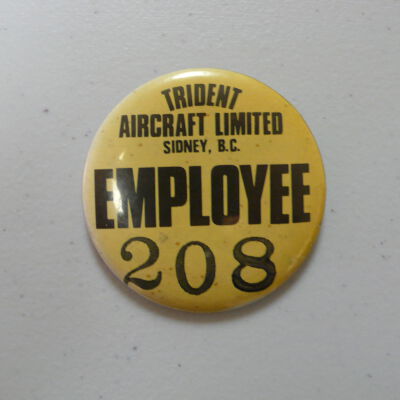 TRIDENT
AIRCRAFT LIMITED
SIDNEY, B.C.
EMPLOYEE
208